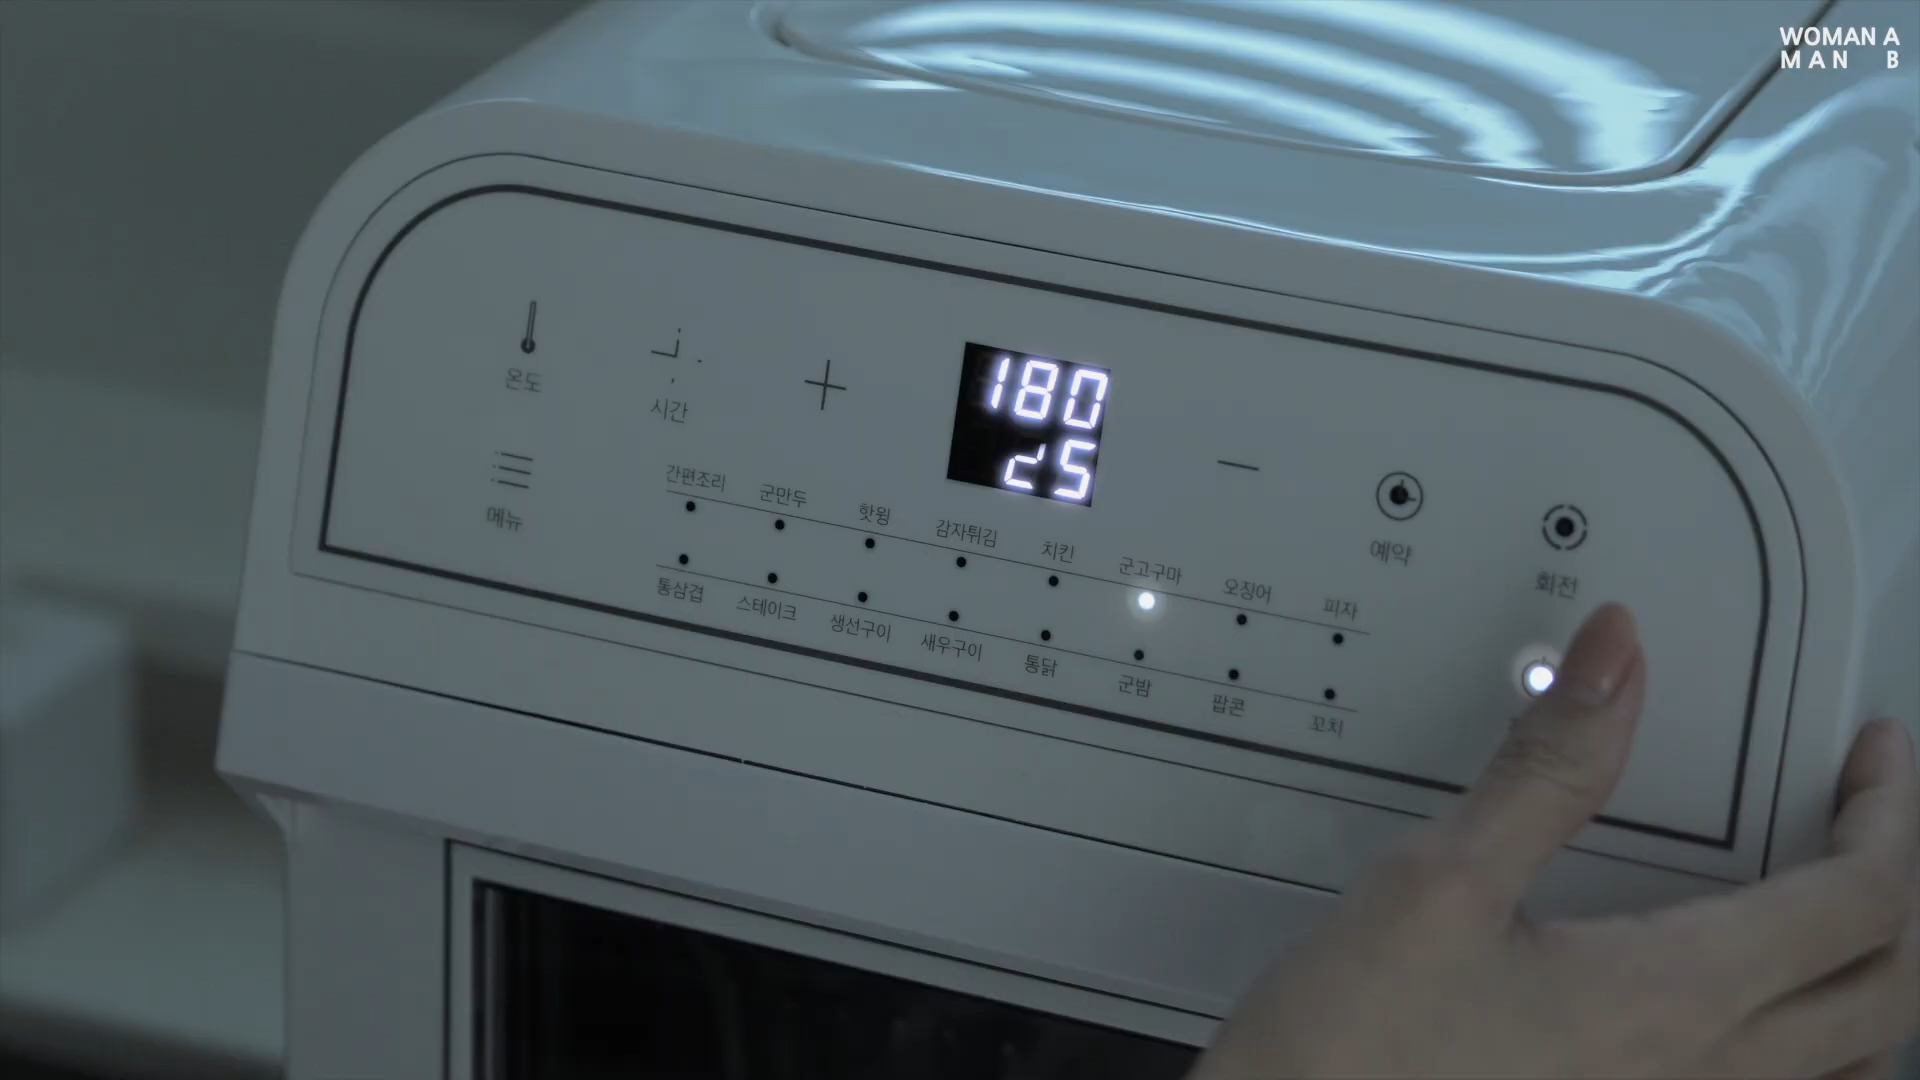 WOMAN A
MAN B
온도
시간
180
25
메뉴
간편조리 군만두 핫윙 감자튀김 치킨 군고구마 오징어 피자
통삼겹 스테이크 생선구이 새우구이 통닭 군밤 팝콘 꼬치
예약
회전